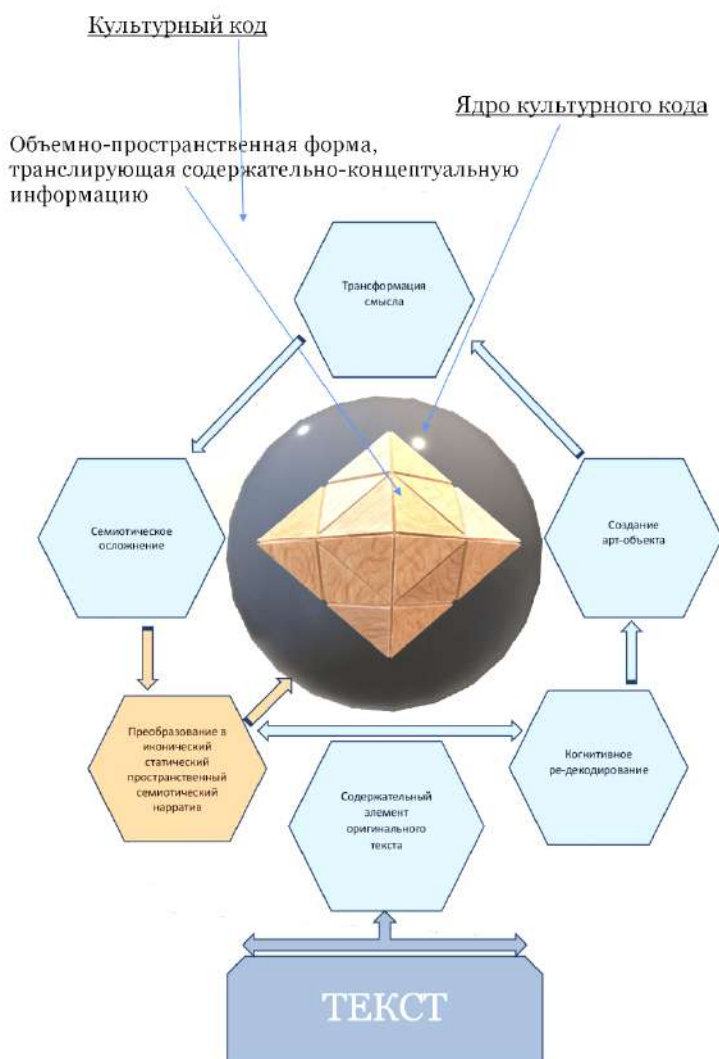 Культурный код
Ядро культурного кода
Объемно-пространственная форма,
транслирующая содержательно-концептуальную
информацию
Трансформация
смысла
Семиотическое
осложнение
Создание
арт-объекта
Преобразование в
иконический
статический
пространственный
семиотический
нарратив
Когнитивное
ре-декодирование
Содержательный
элемент
оригинального
текста
ТЕКСТ